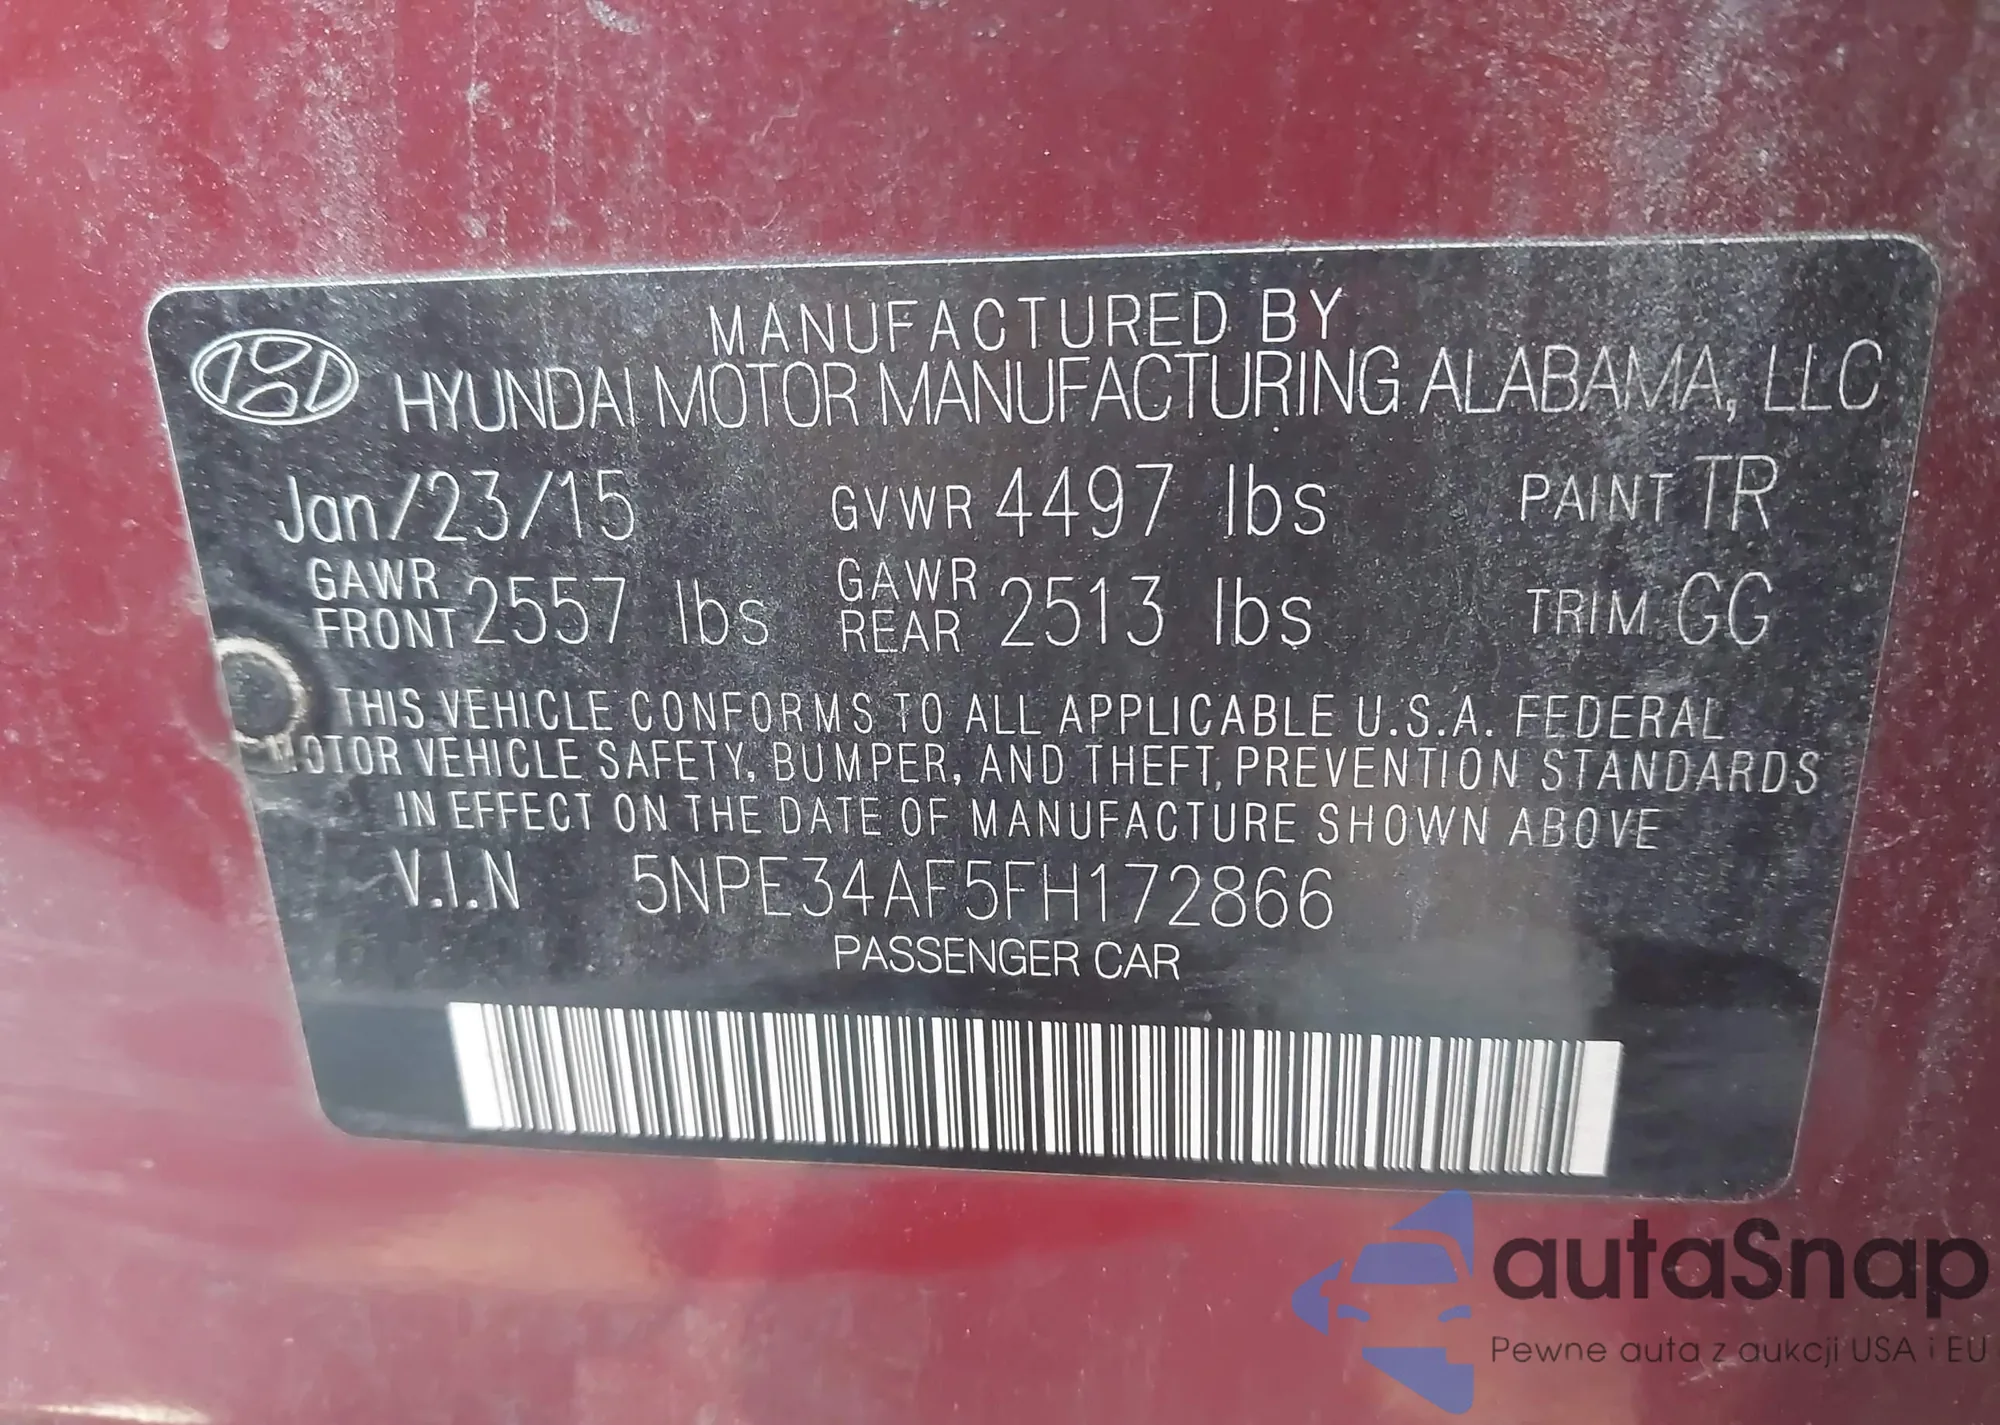 MANUFACTURED BY
HYUNDAI MOTOR MANUFACTURING ALABAMA, LLC
Jan/23/15 GVWR 4497 lbs PAINT TR
GAWR FRONT 2557 lbs GAWR REAR 2513 lbs TRIM GG
THIS VEHICLE CONFORMS TO ALL APPLICABLE U.S.A. FEDERAL
MOTOR VEHICLE SAFETY, BUMPER, AND THEFT PREVENTION STANDARDS
IN EFFECT ON THE DATE OF MANUFACTURE SHOWN ABOVE
V.I.N 5NPE34AF5FH172866
PASSENGER CAR
autaSnap
Pewne auta z aukcji USA i EU